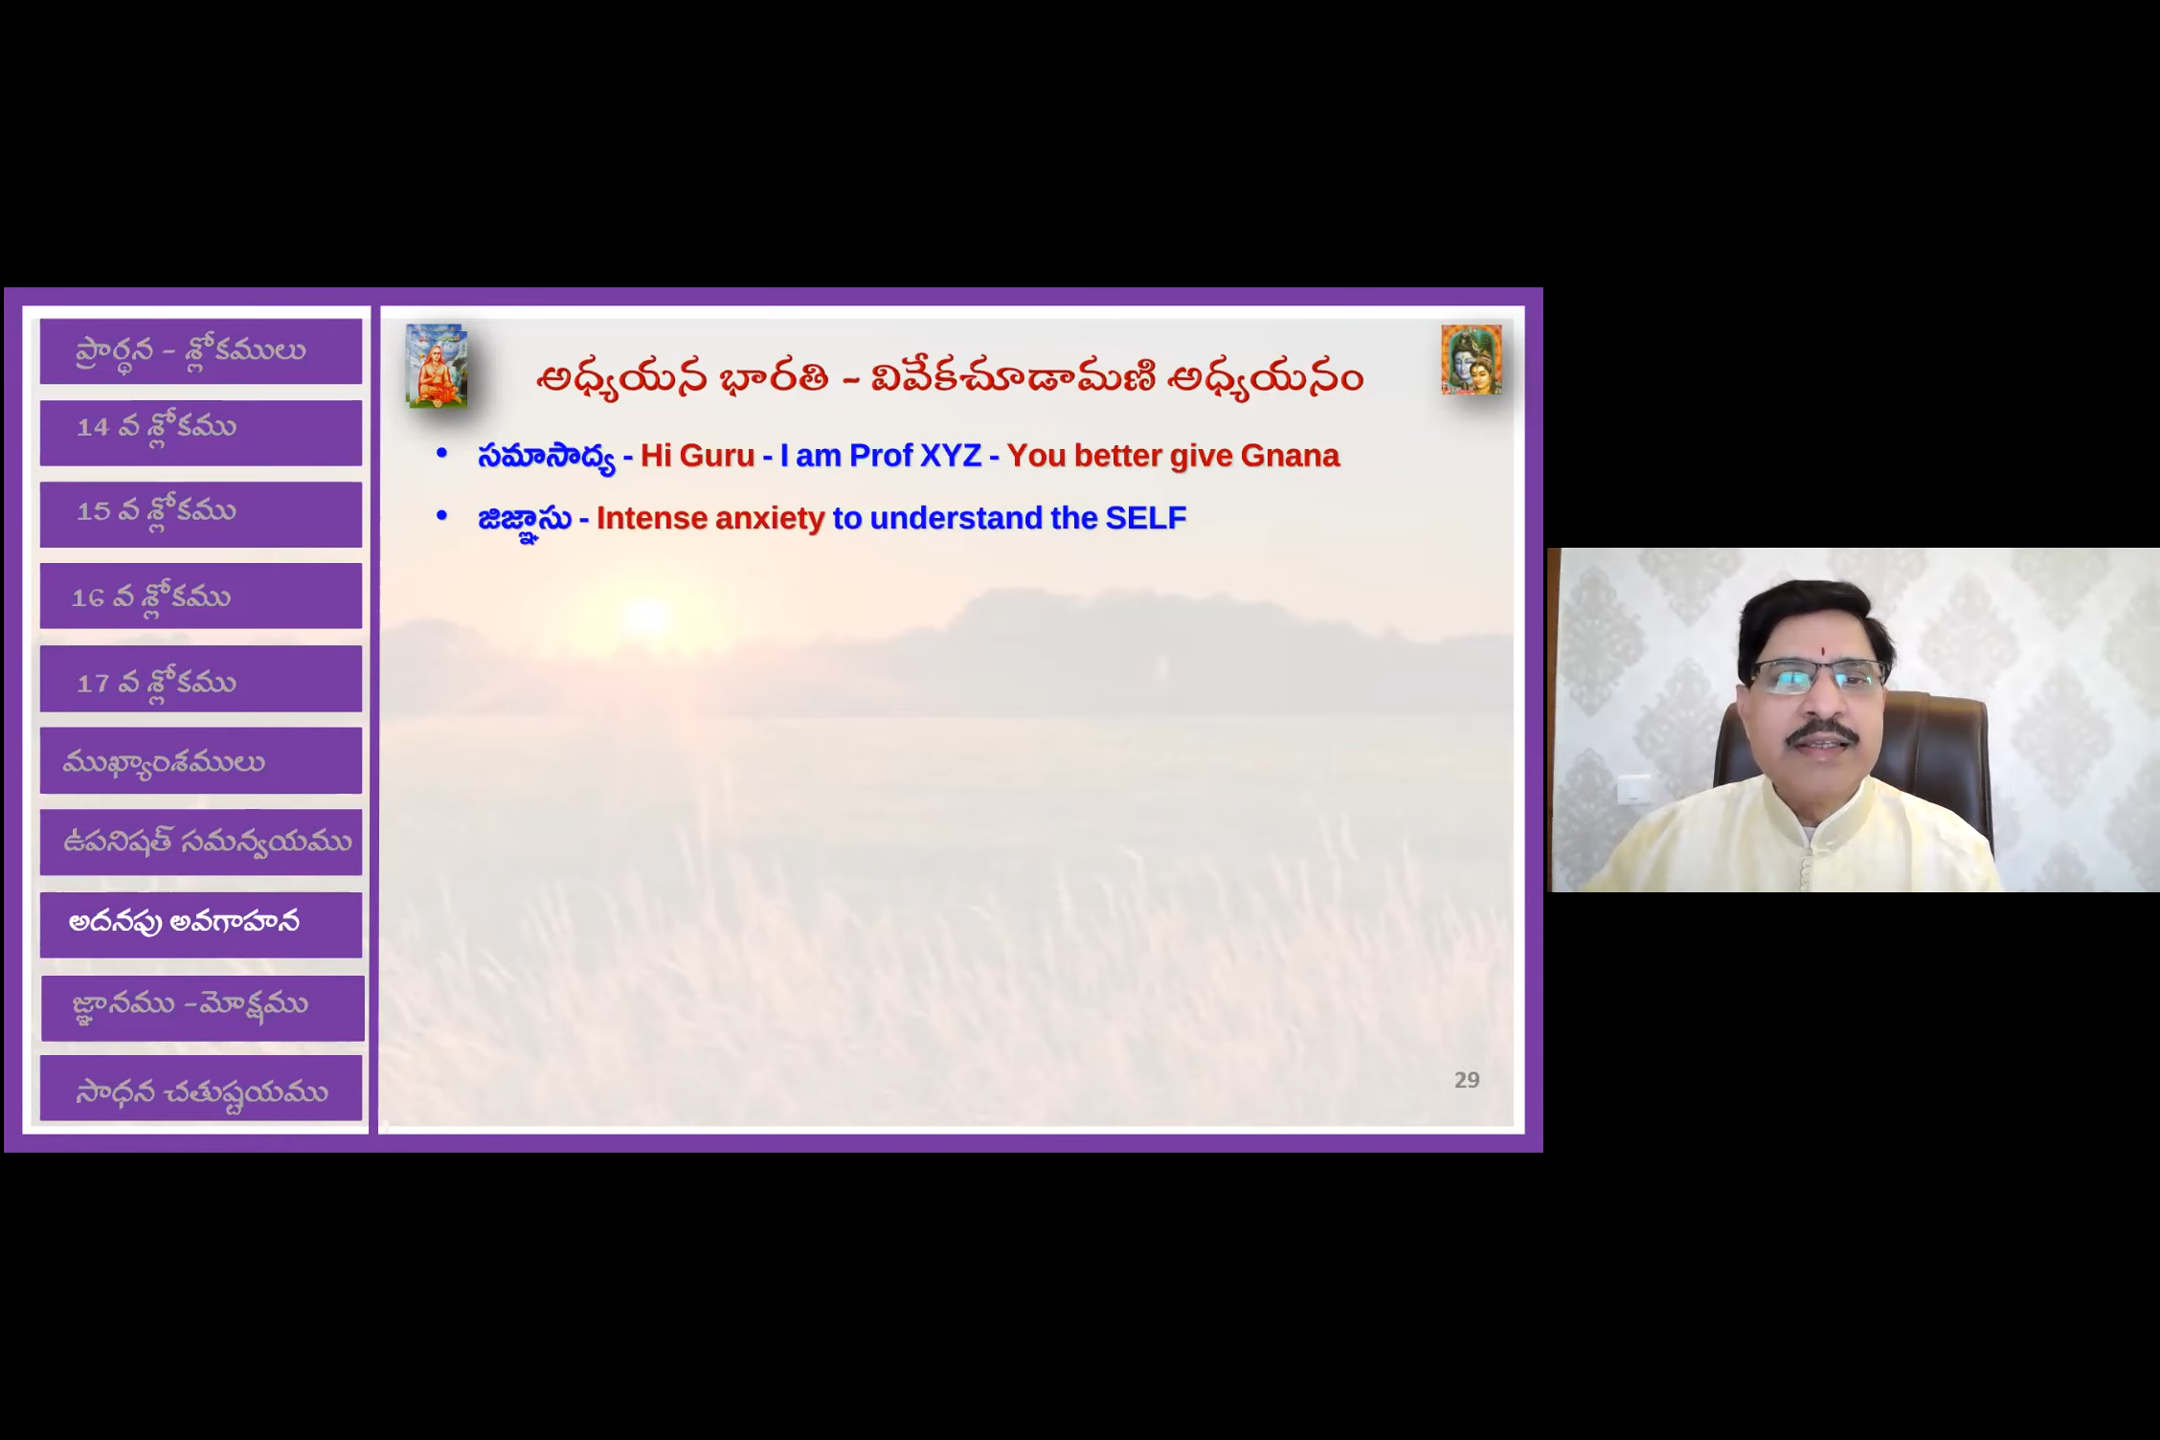 ప్రార్థన - శ్లోకములు
14 వ శ్లోకము
15 వ శ్లోకము
16 వ శ్లోకము
17 వ శ్లోకము
ముఖ్యాంశములు
ఉపనిషత్ సమన్వయము
అదనపు అవగాహన
జ్ఞానము -మోక్షము
సాధన చతుష్టయము
అధ్యయన భారతి - వివేకచూడామణి అధ్యయనం
• సమాసాద్య - Hi Guru - I am Prof XYZ - You better give Gnana
• జిజ్ఞాసు - Intense anxiety to understand the SELF
29